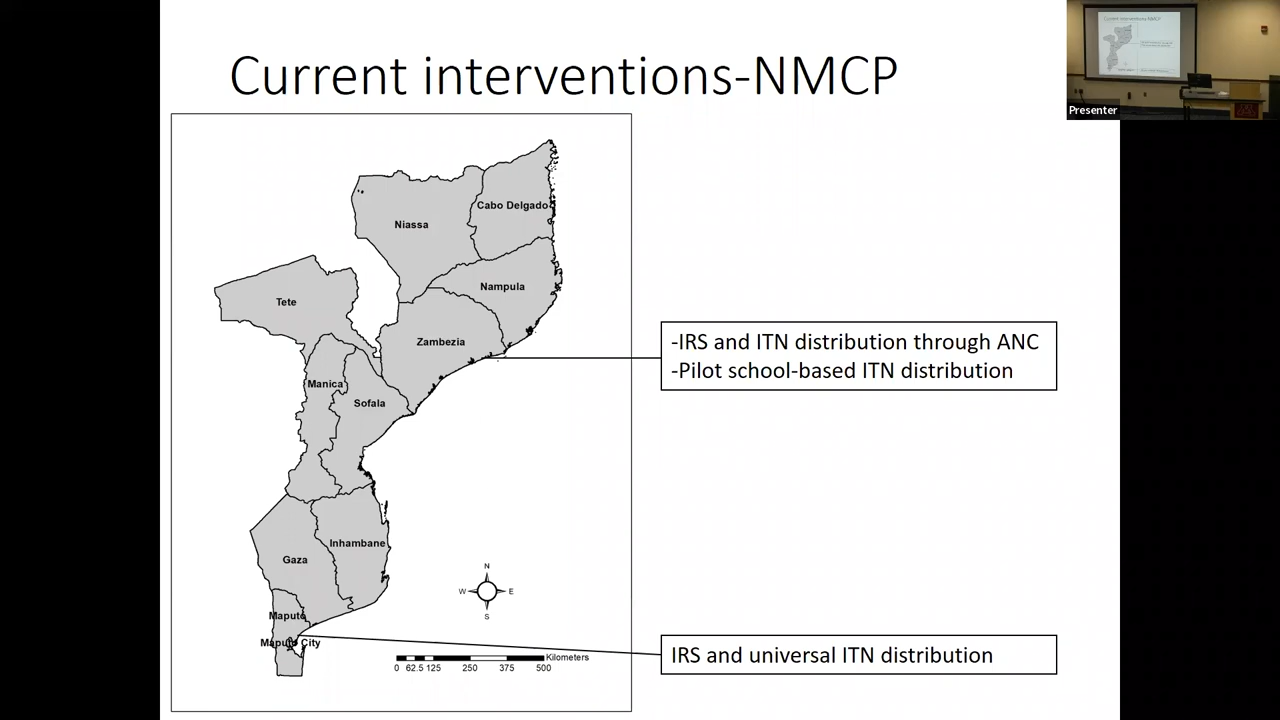 Current interventions-NMCP
Presenter
Cabo Delgado
Niassa
Nampula
Tete
Zambezia
-IRS and ITN distribution through ANC
-Pilot school-based ITN distribution
Manica
Sofala
Inhambane
Gaza
N
W
E
S
Maputo
Maputo City
IRS and universal ITN distribution
Kilometers
0 62.5 125 250 375 500